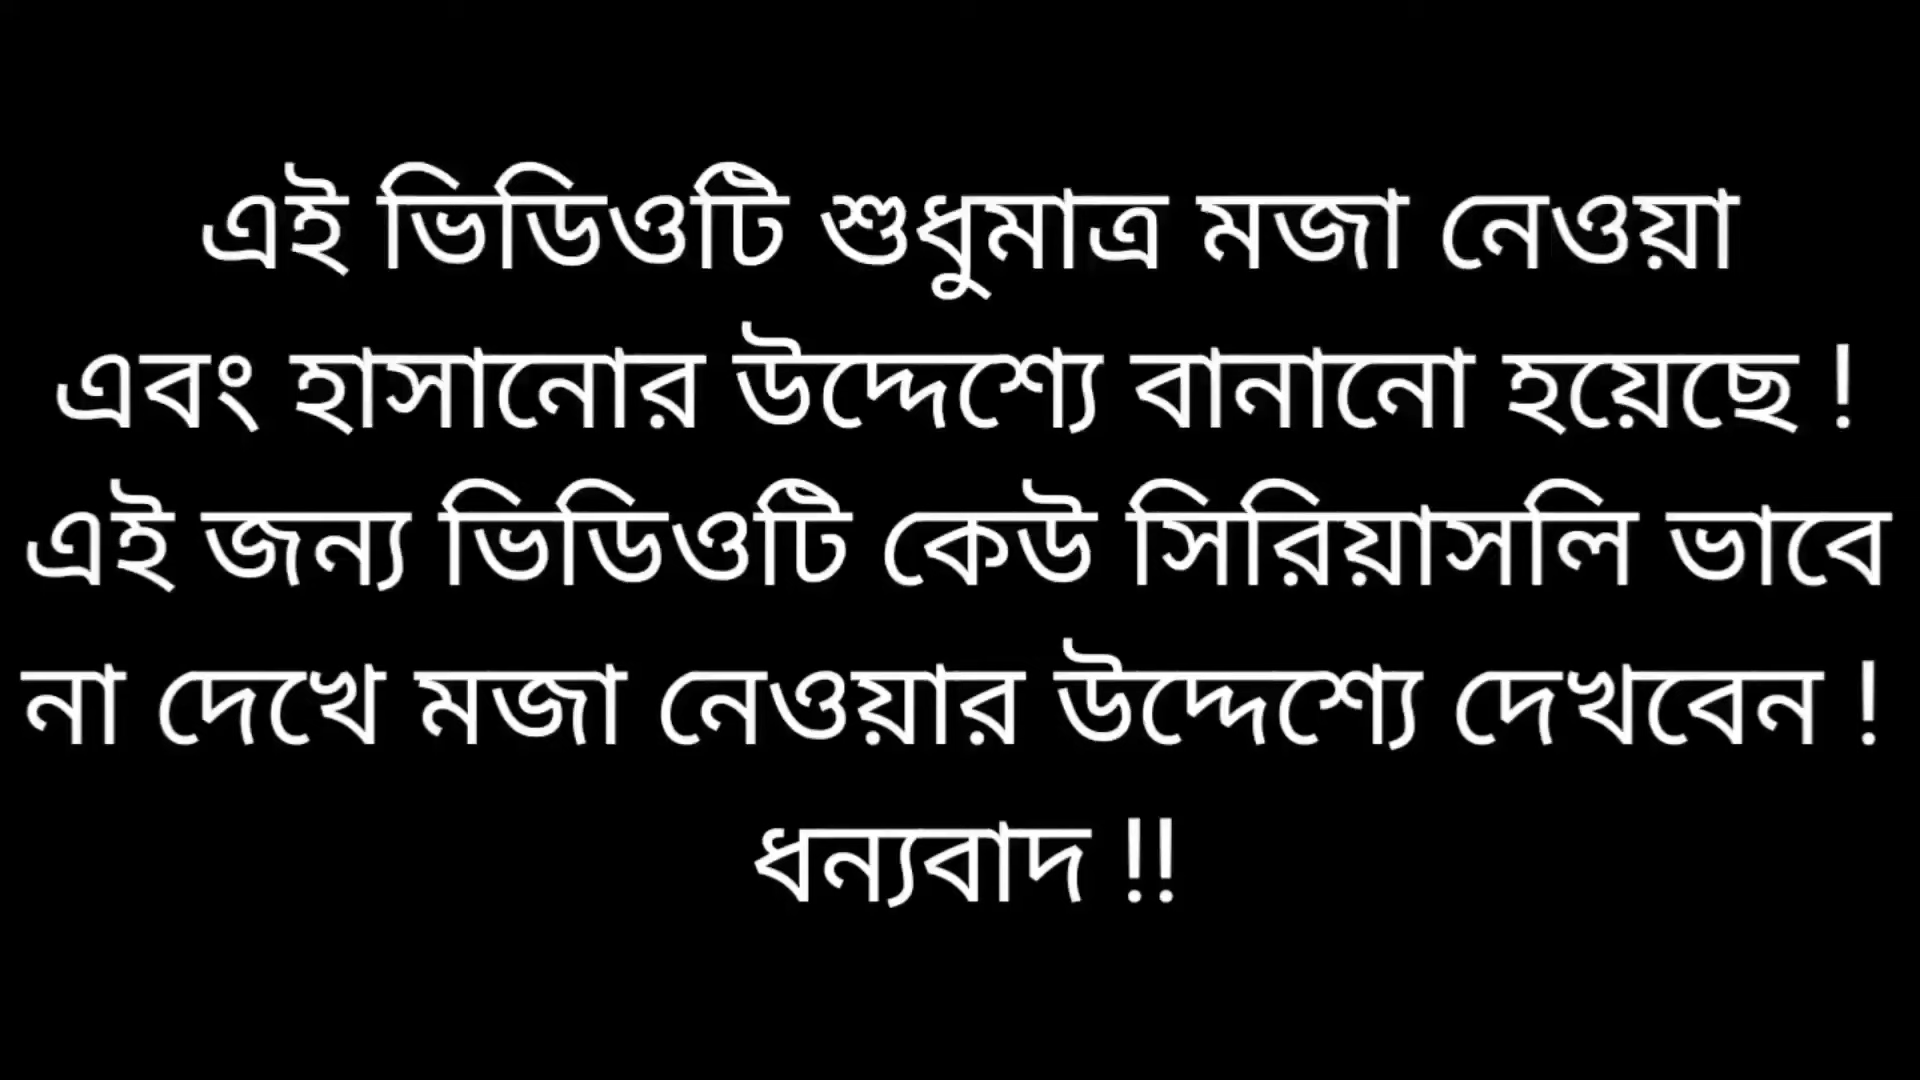 এই ভিডিওটি শুধুমাত্র মজা নেওয়া
এবং হাসানোর উদ্দেশ্যে বানানো হয়েছে !
এই জন্য ভিডিওটি কেউ সিরিয়াসলি ভাবে
না দেখে মজা নেওয়ার উদ্দেশ্যে দেখবেন !
ধন্যবাদ !!